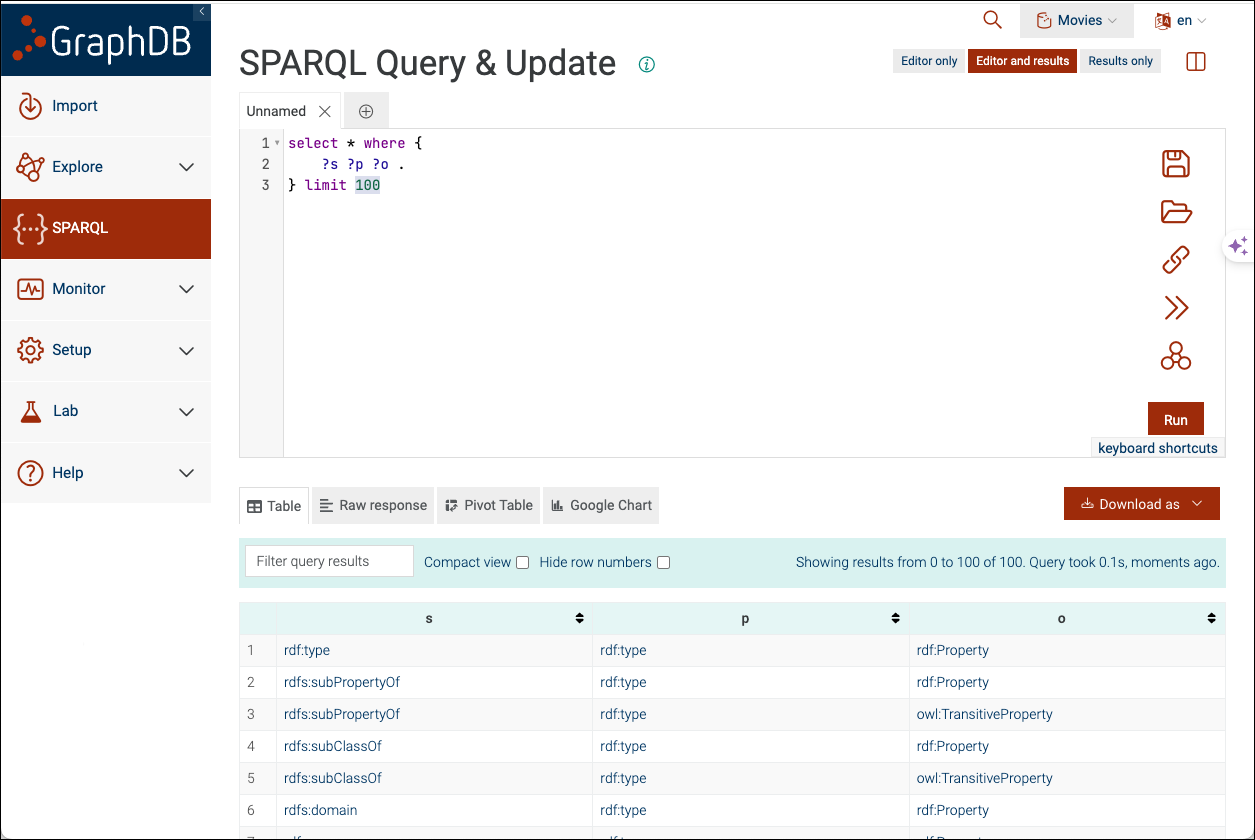 GraphDB
Movies
en
SPARQL Query & Update
Editor only
Editor and results
Results only
Import
Explore
SPARQL
Monitor
Setup
Lab
Help
Unnamed
1 select * where {
2 ?s ?p ?o .
3 } limit 100
Run
keyboard shortcuts
Table
Raw response
Pivot Table
Google Chart
Download as
Filter query results
Compact view
Hide row numbers
Showing results from 0 to 100 of 100. Query took 0.1s, moments ago.
s p o
1 rdf:type rdf:type rdf:Property
2 rdfs:subPropertyOf rdf:type rdf:Property
3 rdfs:subPropertyOf rdf:type owl:TransitiveProperty
4 rdfs:subClassOf rdf:type rdf:Property
5 rdfs:subClassOf rdf:type owl:TransitiveProperty
6 rdfs:domain rdf:type rdf:Property